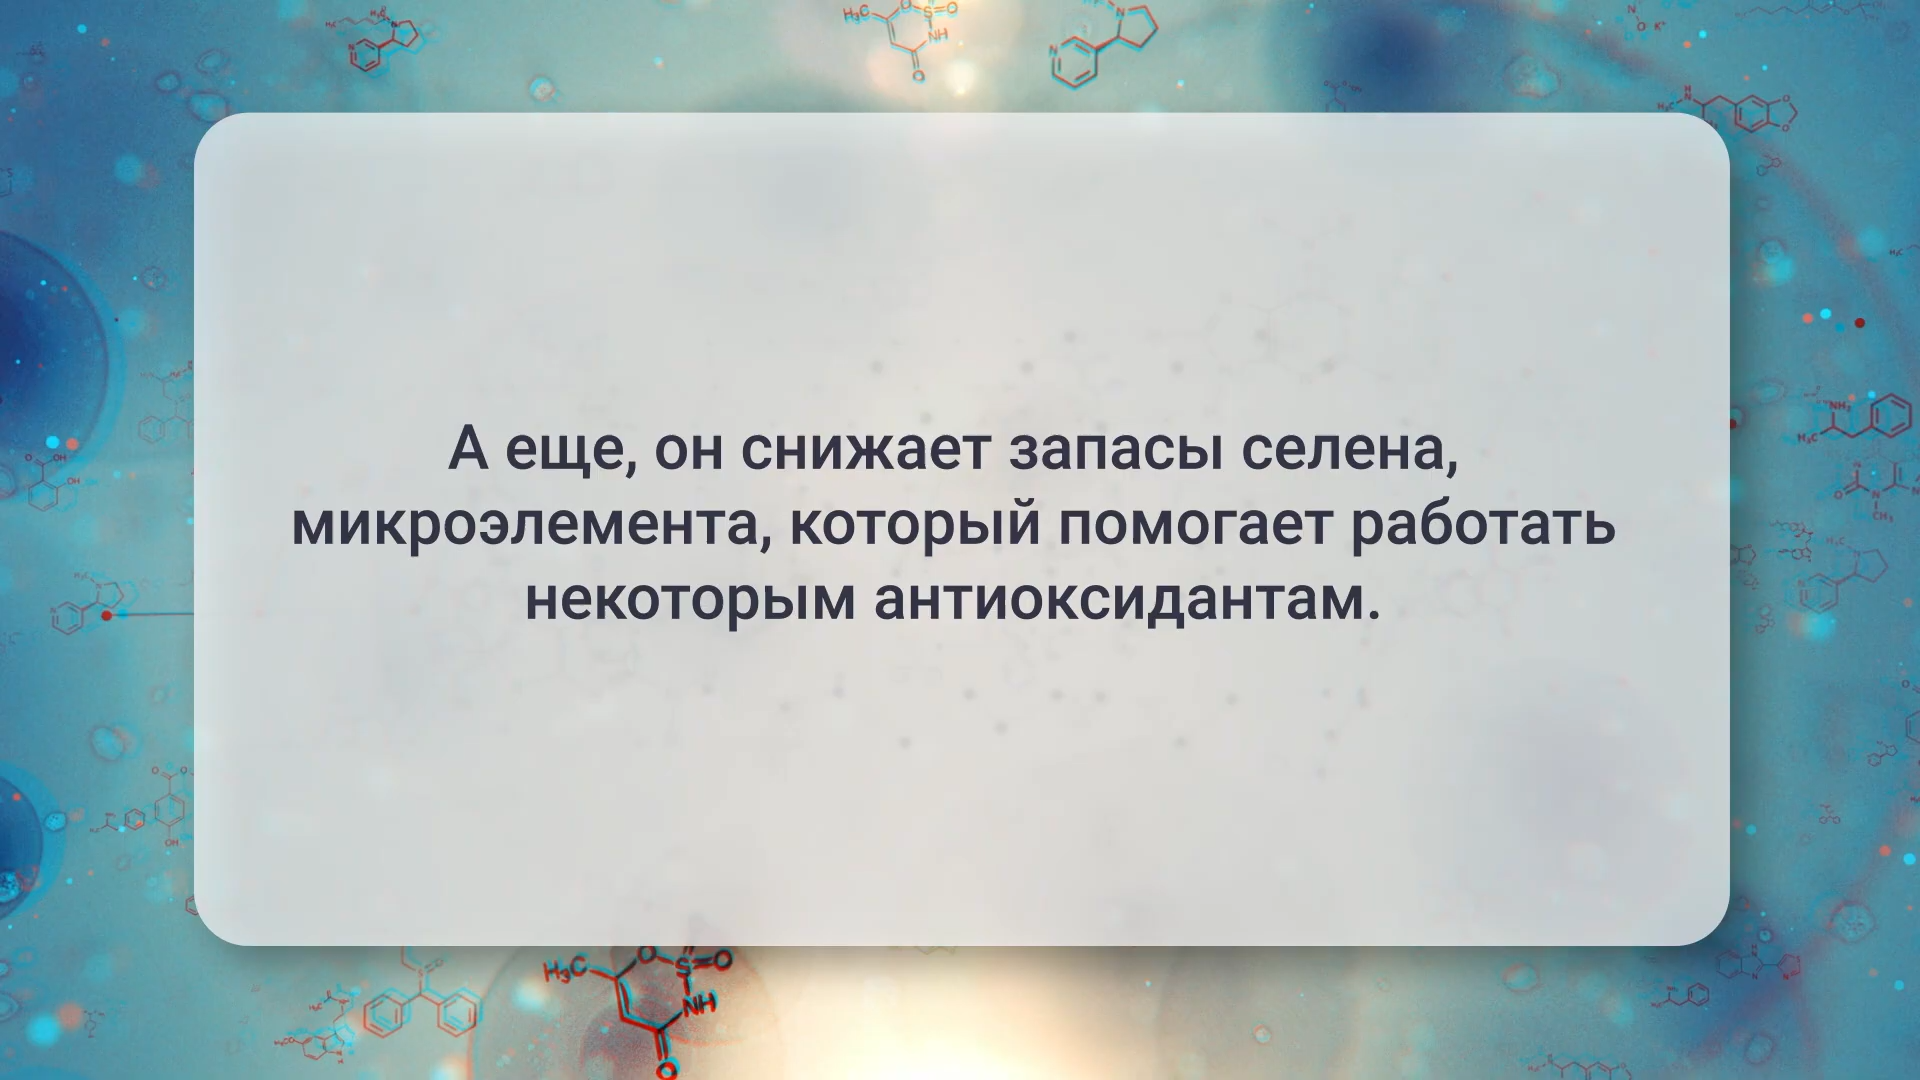 А еще, он снижает запасы селена,
микроэлемента, который помогает работать
некоторым антиоксидантам.